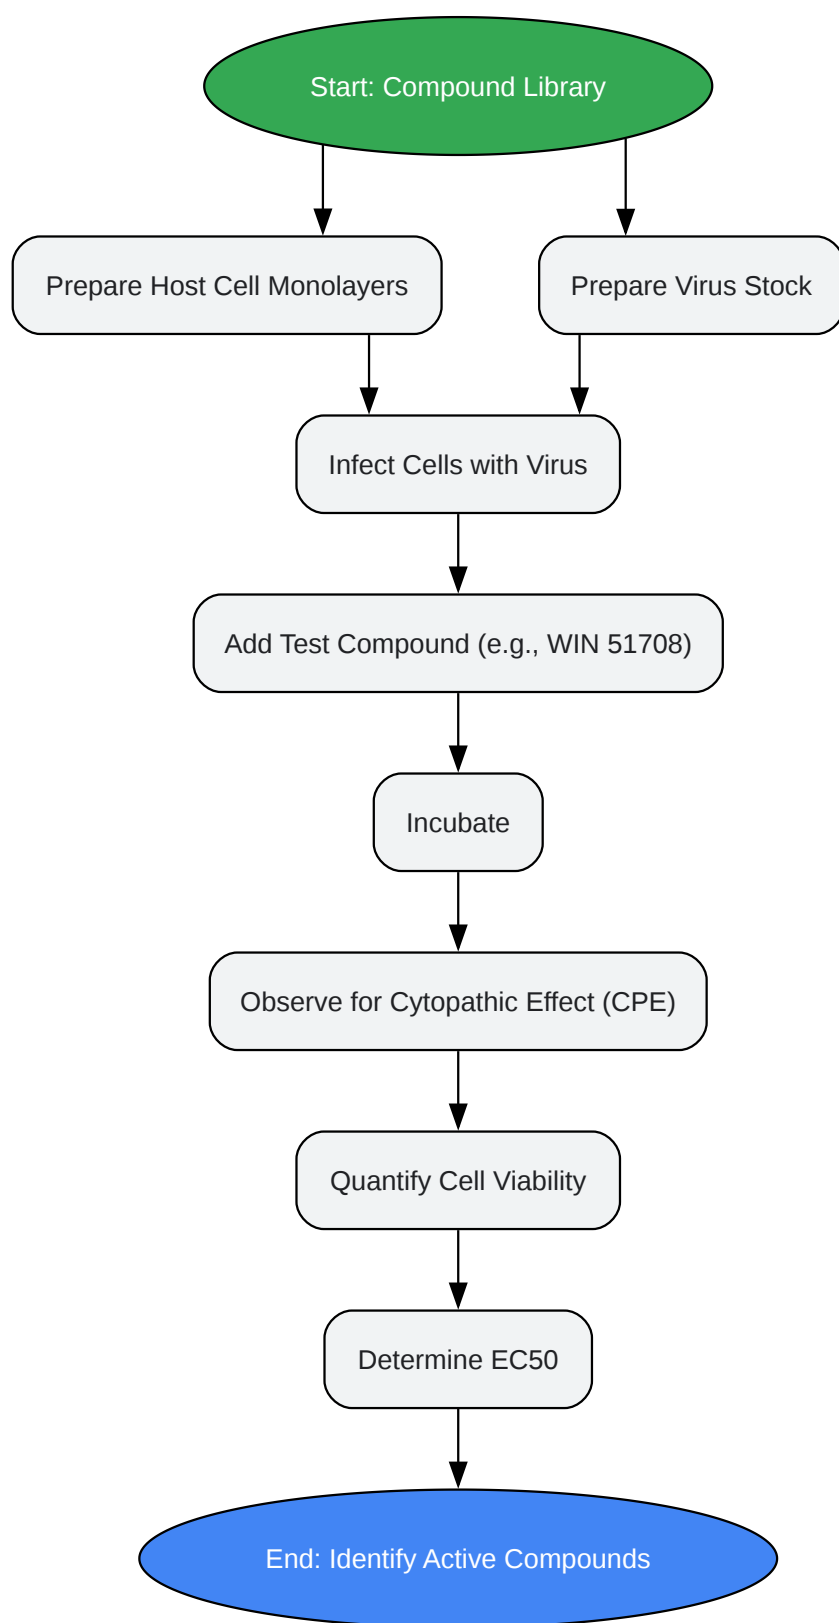 Start: Compound Library
Prepare Host Cell Monolayers
Prepare Virus Stock
Infect Cells with Virus
Add Test Compound (e.g., WIN 51708)
Incubate
Observe for Cytopathic Effect (CPE)
Quantify Cell Viability
Determine EC50
End: Identify Active Compounds